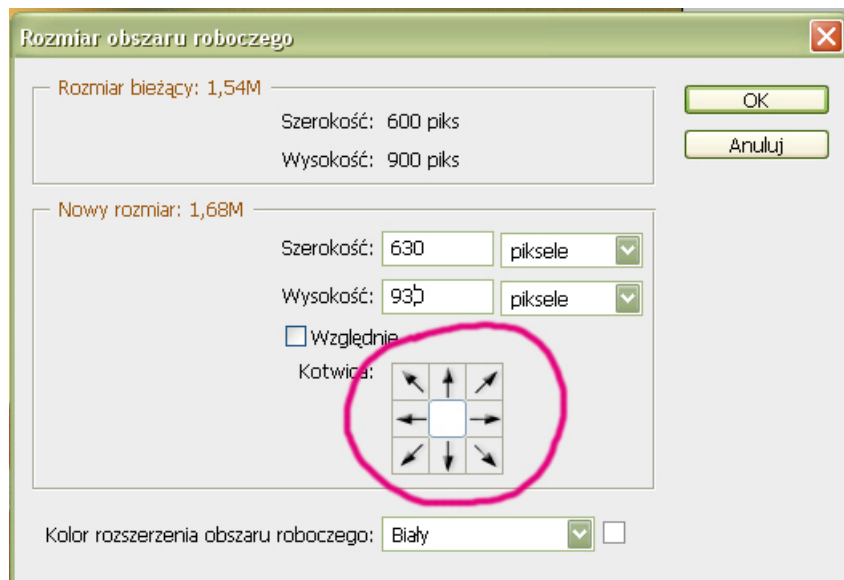 Rozmiar obszaru roboczego
Rozmiar bieżący: 1,54M
OK
Szerokość: 600 piks
Wysokość: 900 piks
Anuluj
Nowy rozmiar: 1,68M
Szerokość: 630 piksele
Wysokość: 930 piksele
Względnie
Kotwica:
Kolor rozszerzenia obszaru roboczego: Biały